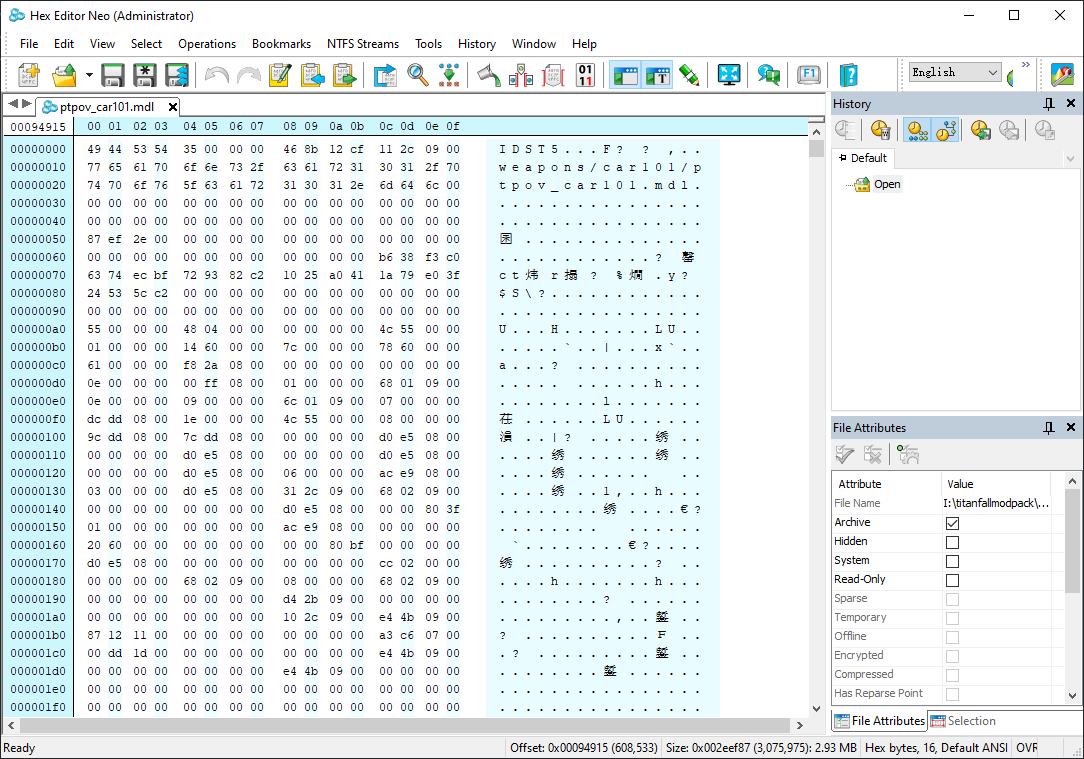 Hex Editor Neo (Administrator)
File Edit View Select Operations Bookmarks NTFS Streams Tools History Window Help
English
ptpov_car101.mdl
00094915 00 01 02 03 04 05 06 07 08 09 0a 0b 0c 0d 0e 0f
00000000 49 44 53 54 35 00 00 00 46 8b 12 cf 11 2c 09 00 IDST5...F? ? ,..
00000010 77 65 61 70 6f 6e 73 2f 63 61 72 31 30 31 2f 70 weapons/car101/p
00000020 74 70 6f 76 5f 63 61 72 31 30 31 2e 6d 64 6c 00 tpov_car101.mdl.
00000030 00 00 00 00 00 00 00 00 00 00 00 00 00 00 00 00 ................
00000040 00 00 00 00 00 00 00 00 00 00 00 00 00 00 00 00 ................
00000050 87 ef 2e 00 00 00 00 00 00 00 00 00 00 00 00 00 囷 ..............
00000060 00 00 00 00 00 00 00 00 00 00 00 00 b6 38 f3 c0 ............? 罄
00000070 63 74 ec bf 72 93 82 c2 10 25 a0 41 1a 79 e0 3f ct炜 r搨 ? %燗 .y?
00000080 24 53 5c c2 00 00 00 00 00 00 00 00 00 00 00 00 $S\?............
00000090 00 00 00 00 00 00 00 00 00 00 00 00 00 00 00 00 ................
000000a0 55 00 00 00 48 04 00 00 00 00 00 00 4c 55 00 00 U...H.......LU..
000000b0 01 00 00 00 14 60 00 00 7c 00 00 00 78 60 00 00 .....`..|...x`..
000000c0 61 00 00 00 f8 2a 08 00 00 00 00 00 00 00 00 00 a...? ..........
000000d0 0e 00 00 00 00 ff 08 00 01 00 00 00 68 01 09 00 ..... ......h...
000000e0 0e 00 00 00 09 00 00 00 6c 01 09 00 07 00 00 00 ........l.......
000000f0 dc dd 08 00 1e 00 00 00 4c 55 00 00 00 08 00 00 茌 ......LU......
00000100 9c dd 08 00 7c dd 08 00 00 00 00 00 d0 e5 08 00 溳 ..|? .....绣 ..
00000110 00 00 00 00 d0 e5 08 00 00 00 00 00 d0 e5 08 00 ....绣 ......绣 ..
00000120 00 00 00 00 d0 e5 08 00 06 00 00 00 ac e9 08 00 ....绣
00000130 03 00 00 00 d0 e5 08 00 31 2c 09 00 68 02 09 00 ....绣 ..1,..h...
00000140 00 00 00 00 00 00 00 00 d0 e5 08 00 00 00 80 3f ........绣 ...€?
00000150 01 00 00 00 00 00 00 00 ac e9 08 00 00 00 00 00 ........ ......
00000160 20 60 00 00 00 00 00 00 00 00 80 bf 00 00 00 00 `........€?....
00000170 d0 e5 08 00 00 00 00 00 00 00 00 00 cc 02 00 00 绣 ..........?...
00000180 00 00 00 00 68 02 09 00 08 00 00 00 68 02 09 00 ....h.......h...
00000190 00 00 00 00 00 00 00 00 d4 2b 09 00 00 00 00 00 ........? ......
000001a0 00 00 00 00 00 00 00 00 10 2c 09 00 e4 4b 09 00 .........,..銴 ..
000001b0 87 12 11 00 00 00 00 00 00 00 00 00 a3 c6 07 00 ? ..........Ｆ ..
000001c0 00 dd 1d 00 00 00 00 00 00 00 00 00 e4 4b 09 00 .? .........銴 ..
000001d0 00 00 00 00 00 00 00 00 e4 4b 09 00 00 00 00 00 ........銴 ......
000001e0 00 00 00 00 00 00 00 00 00 00 00 00 00 00 00 00 ................
000001f0 00 00 00 00 00 00 00 00 00 00 00 00 00 00 00 00 ................
History
Default
Open
File Attributes
Attribute Value
File Name I:\titanfallmodpack\...
Archive
Hidden
System
Read-Only
Sparse
Temporary
Offline
Encrypted
Compressed
Has Reparse Point
File Attributes Selection
Ready Offset: 0x00094915 (608,533) Size: 0x002eef87 (3,075,975): 2.93 MB Hex bytes, 16, Default ANSI OVR